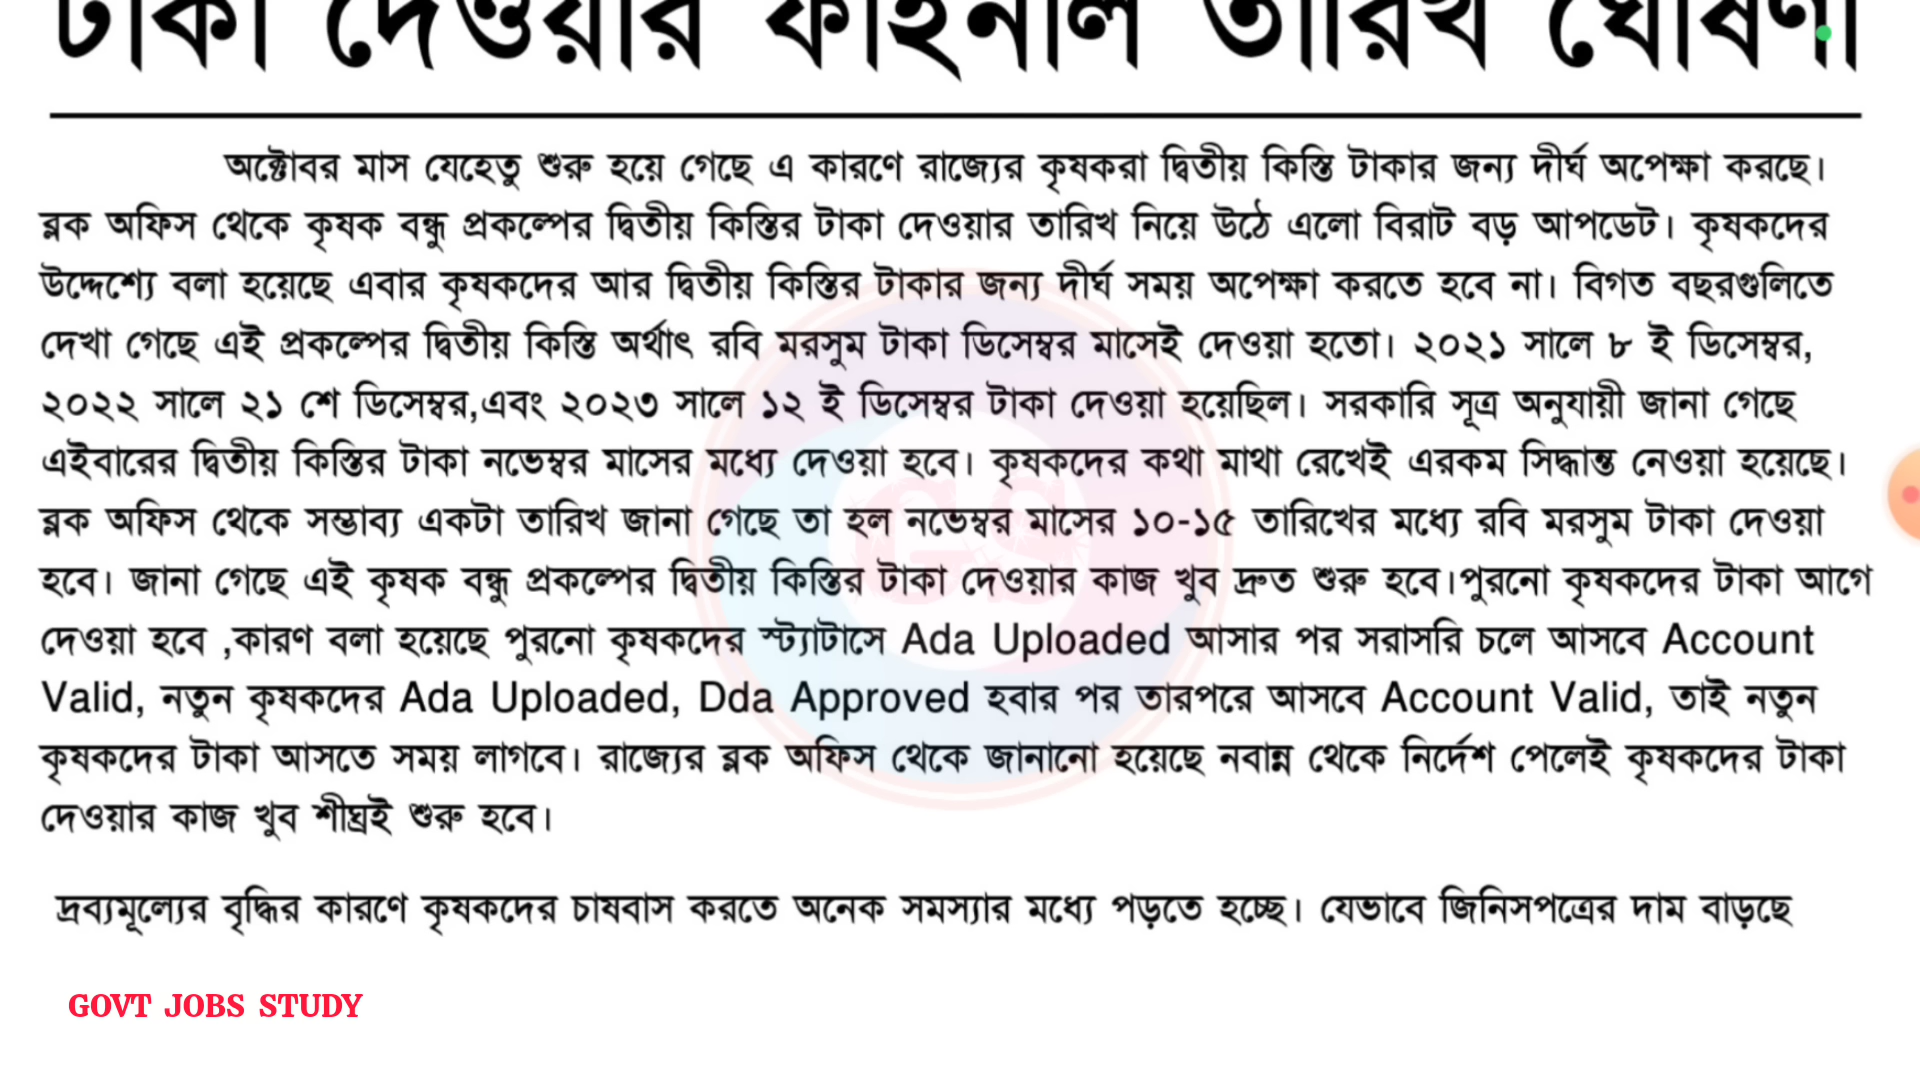 টাকা দেওয়ার ফাইনাল তারিখ ঘোষণা
অক্টোবর মাস যেহেতু শুরু হয়ে গেছে এ কারণে রাজ্যের কৃষকরা দ্বিতীয় কিস্তি টাকার জন্য দীর্ঘ অপেক্ষা করছে।
ব্লক অফিস থেকে কৃষক বন্ধু প্রকল্পের দ্বিতীয় কিস্তির টাকা দেওয়ার তারিখ নিয়ে উঠে এলো বিরাট বড় আপডেট। কৃষকদের
উদ্দেশ্যে বলা হয়েছে এবার কৃষকদের আর দ্বিতীয় কিস্তির টাকার জন্য দীর্ঘ সময় অপেক্ষা করতে হবে না। বিগত বছরগুলিতে
দেখা গেছে এই প্রকল্পের দ্বিতীয় কিস্তি অর্থাৎ রবি মরসুম টাকা ডিসেম্বর মাসেই দেওয়া হতো। ২০২১ সালে ৮ ই ডিসেম্বর,
২০২২ সালে ২১ শে ডিসেম্বর,এবং ২০২৩ সালে ১২ ই ডিসেম্বর টাকা দেওয়া হয়েছিল। সরকারি সূত্র অনুযায়ী জানা গেছে
এইবারের দ্বিতীয় কিস্তির টাকা নভেম্বর মাসের মধ্যে দেওয়া হবে। কৃষকদের কথা মাথা রেখেই এরকম সিদ্ধান্ত নেওয়া হয়েছে।
ব্লক অফিস থেকে সম্ভাব্য একটা তারিখ জানা গেছে তা হল নভেম্বর মাসের ১০-১৫ তারিখের মধ্যে রবি মরসুম টাকা দেওয়া
হবে। জানা গেছে এই কৃষক বন্ধু প্রকল্পের দ্বিতীয় কিস্তির টাকা দেওয়ার কাজ খুব দ্রুত শুরু হবে।পুরনো কৃষকদের টাকা আগে
দেওয়া হবে ,কারণ বলা হয়েছে পুরনো কৃষকদের স্ট্যাটাসে Ada Uploaded আসার পর সরাসরি চলে আসবে Account
Valid, নতুন কৃষকদের Ada Uploaded, Dda Approved হবার পর তারপরে আসবে Account Valid, তাই নতুন
কৃষকদের টাকা আসতে সময় লাগবে। রাজ্যের ব্লক অফিস থেকে জানানো হয়েছে নবান্ন থেকে নির্দেশ পেলেই কৃষকদের টাকা
দেওয়ার কাজ খুব শীঘ্রই শুরু হবে।
দ্রব্যমূল্যের বৃদ্ধির কারণে কৃষকদের চাষবাস করতে অনেক সমস্যার মধ্যে পড়তে হচ্ছে। যেভাবে জিনিসপত্রের দাম বাড়ছে
GOVT JOBS STUDY